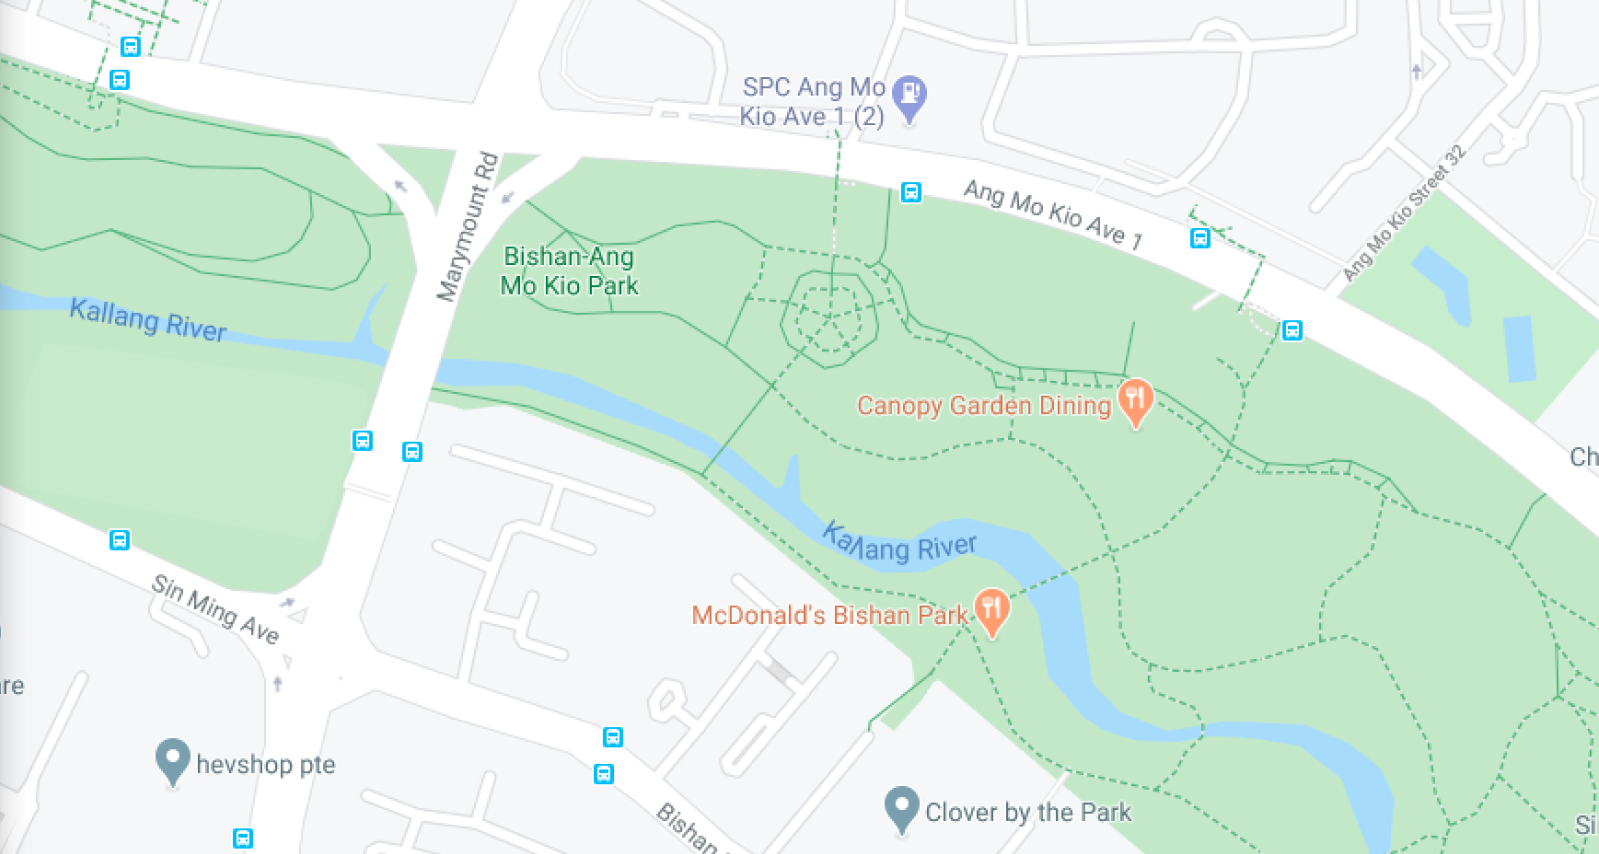 SPC Ang Mo
Kio Ave 1 (2)
Marymount Rd
Ang Mo Kio Ave 1
Ang Mo Kio Street 32
Bishan-Ang
Mo Kio Park
Kallang River
Canopy Garden Dining
Ch
Kallang River
Sin Ming Ave
McDonald's Bishan Park
are
hevshop pte
Clover by the Park
Bishan
Si